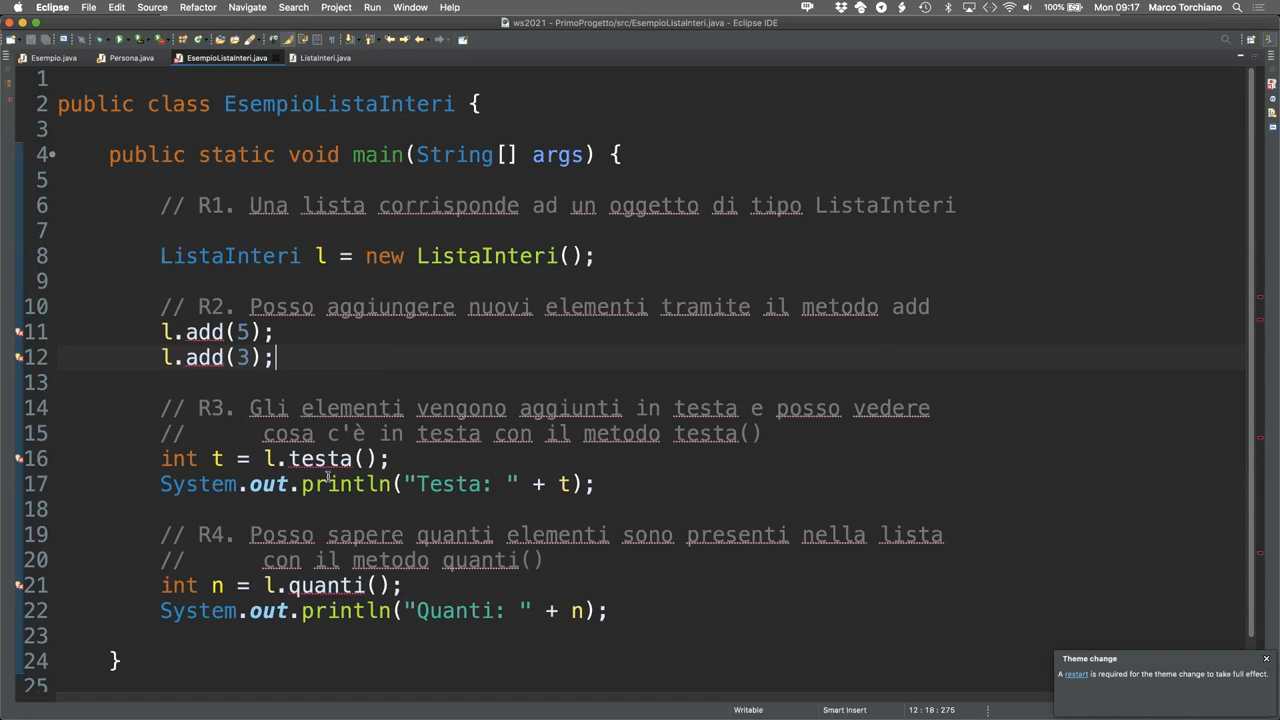 Eclipse File Edit Source Refactor Navigate Search Project Run Window Help 100% Mon 09:17 Marco Torchiano
ws2021 - PrimoProgetto/src/EsempioListaInteri.java - Eclipse IDE
Esempio.java Persona.java EsempioListaInteri.java ListaInteri.java
1
2 public class EsempioListaInteri {
3
4 public static void main(String[] args) {
5
6 // R1. Una lista corrisponde ad un oggetto di tipo ListaInteri
7
8 ListaInteri l = new ListaInteri();
9
10 // R2. Posso aggiungere nuovi elementi tramite il metodo add
11 l.add(5);
12 l.add(3);
13
14 // R3. Gli elementi vengono aggiunti in testa e posso vedere
15 // cosa c'è in testa con il metodo testa()
16 int t = l.testa();
17 System.out.println("Testa: " + t);
18
19 // R4. Posso sapere quanti elementi sono presenti nella lista
20 // con il metodo quanti()
21 int n = l.quanti();
22 System.out.println("Quanti: " + n);
23
24 }
25
Theme change
A restart is required for the theme change to take full effect.
Writable Smart Insert 12 : 18 : 275